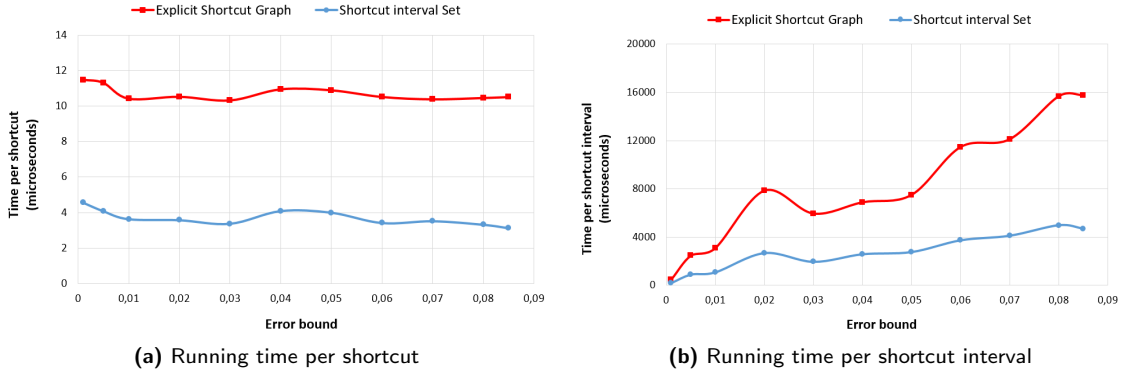 Explicit Shortcut Graph
Shortcut interval Set
14
12
10
8
6
4
2
0
Time per shortcut
(microseconds)
0
0,01
0,02
0,03
0,04
0,05
0,06
0,07
0,08
0,09
Error bound
(a) Running time per shortcut
Explicit Shortcut Graph
Shortcut interval Set
20000
16000
12000
8000
4000
0
Time per shortcut interval
(microseconds)
0
0,01
0,02
0,03
0,04
0,05
0,06
0,07
0,08
0,09
Error bound
(b) Running time per shortcut interval